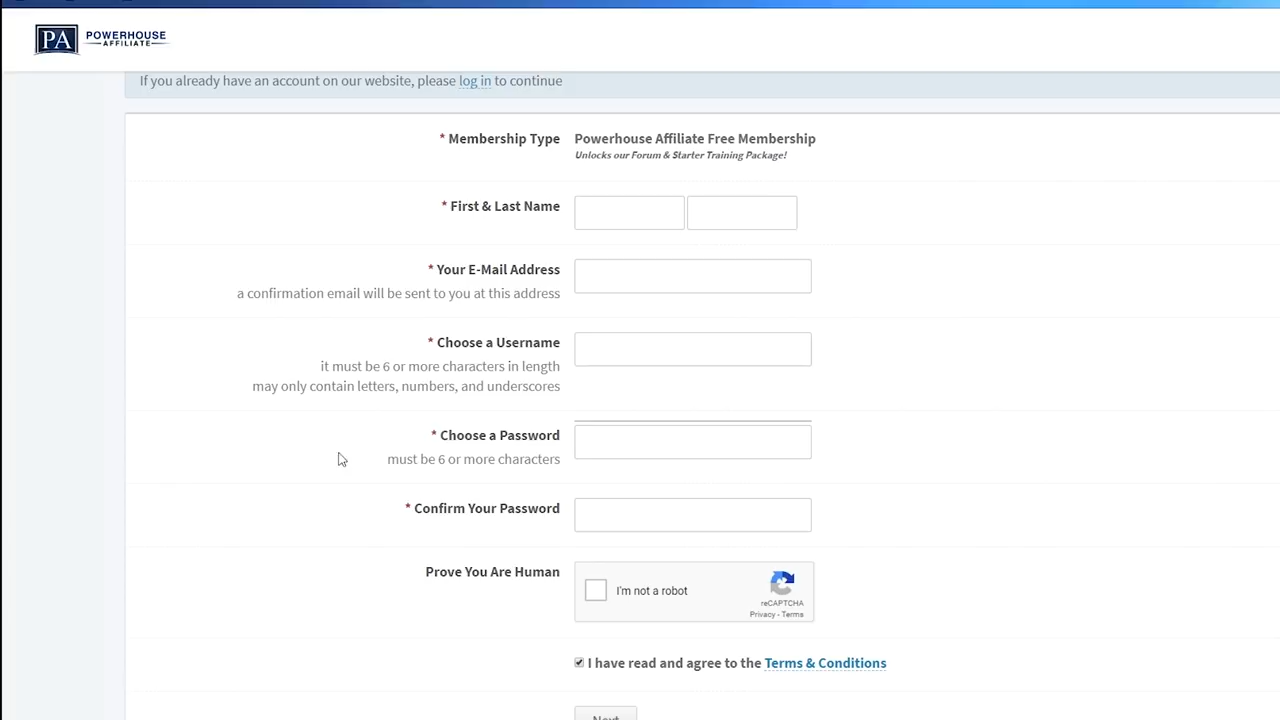 PA POWERHOUSE
AFFILIATE
If you already have an account on our website, please log in to continue
* Membership Type Powerhouse Affiliate Free Membership
Unlocks our Forum & Starter Training Package!
* First & Last Name
* Your E-Mail Address
a confirmation email will be sent to you at this address
* Choose a Username
it must be 6 or more characters in length
may only contain letters, numbers, and underscores
* Choose a Password
must be 6 or more characters
* Confirm Your Password
Prove You Are Human
I'm not a robot
reCAPTCHA
Privacy - Terms
I have read and agree to the Terms & Conditions
Next